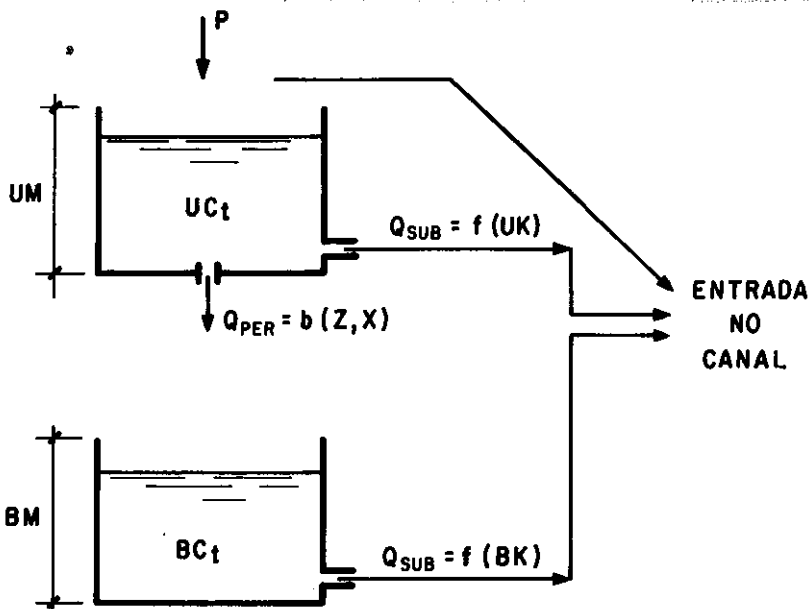 P
UM
UCt
QSUB = f (UK)
QPER = b (Z, X)
ENTRADA
NO
CANAL
BM
BCt
QSUB = f (BK)